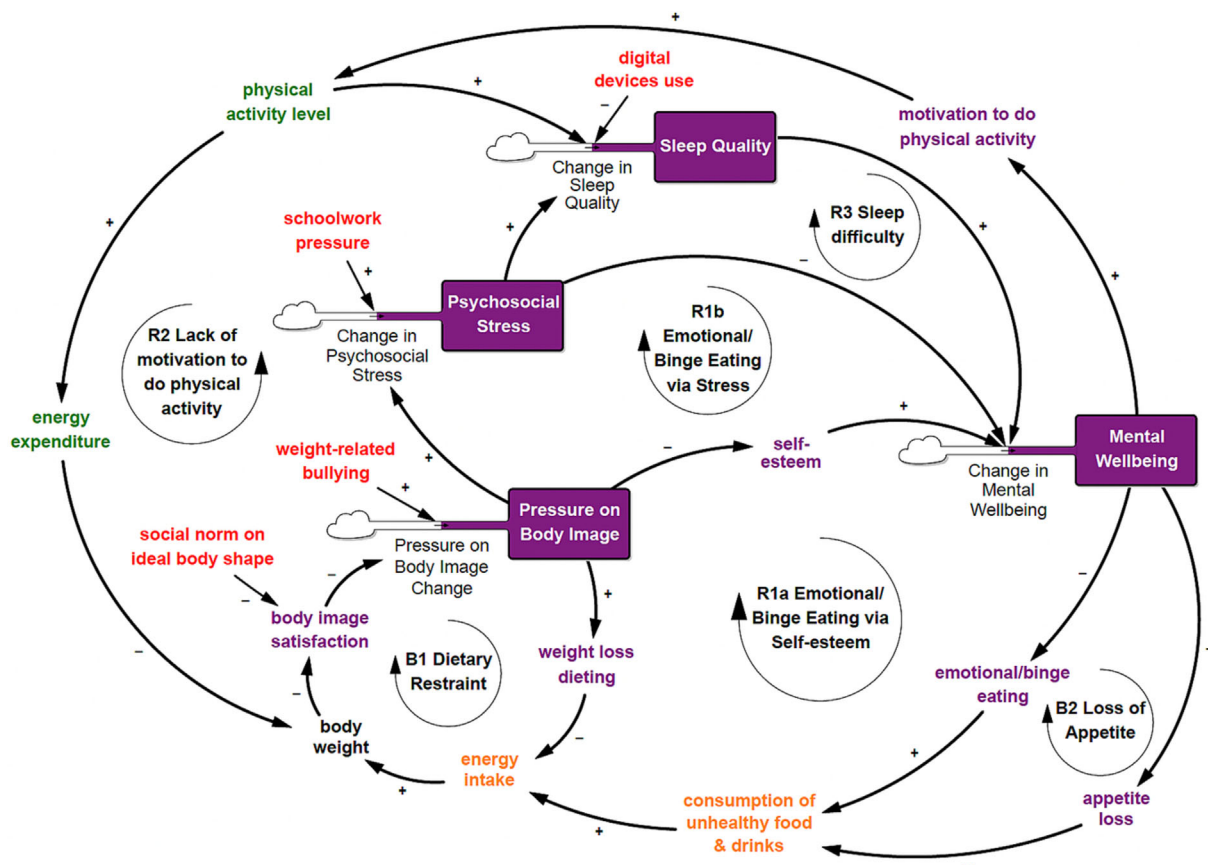 +
physical
activity level
+
digital
devices use
–
motivation to do
physical activity
Sleep Quality
Change in
Sleep
Quality
+
schoolwork
pressure
+
+
R3 Sleep
difficulty
+
–
+
Psychosocial
Stress
Change in
Psychosocial
Stress
R1b
Emotional/
Binge Eating
via Stress
R2 Lack of
motivation to
do physical
activity
energy
expenditure
weight-related
bullying
+
+
–
self-
esteem
+
Mental
Wellbeing
Change in
Mental
Wellbeing
Pressure on
Body Image
Pressure on
Body Image
Change
social norm on
ideal body shape
–
–
body image
satisfaction
+
–
R1a Emotional/
Binge Eating via
Self-esteem
B1 Dietary
Restraint
weight loss
dieting
–
–
–
emotional/binge
eating
B2 Loss of
Appetite
body
weight
energy
intake
+
+
+
consumption of
unhealthy food
& drinks
appetite
loss